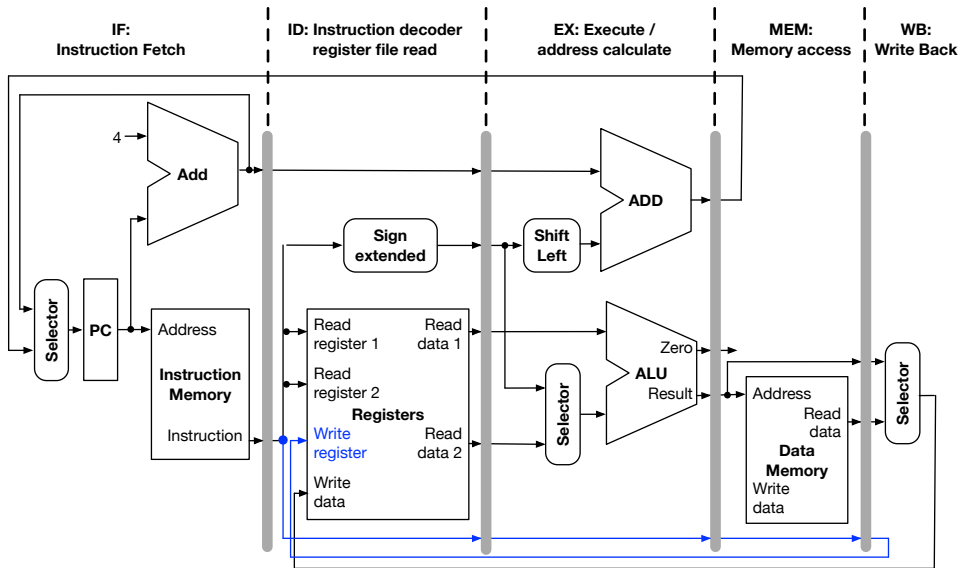 IF:
Instruction Fetch
ID: Instruction decoder
register file read
EX: Execute /
address calculate
MEM:
Memory access
WB:
Write Back
4
Add
ADD
Sign
extended
Shift
Left
Selector
PC
Address
Instruction
Memory
Instruction
Read
register 1
Read
data 1
Read
register 2
Registers
Write
register
Read
data 2
Write
data
Selector
Zero
ALU
Result
Address
Read
data
Data
Memory
Write
data
Selector